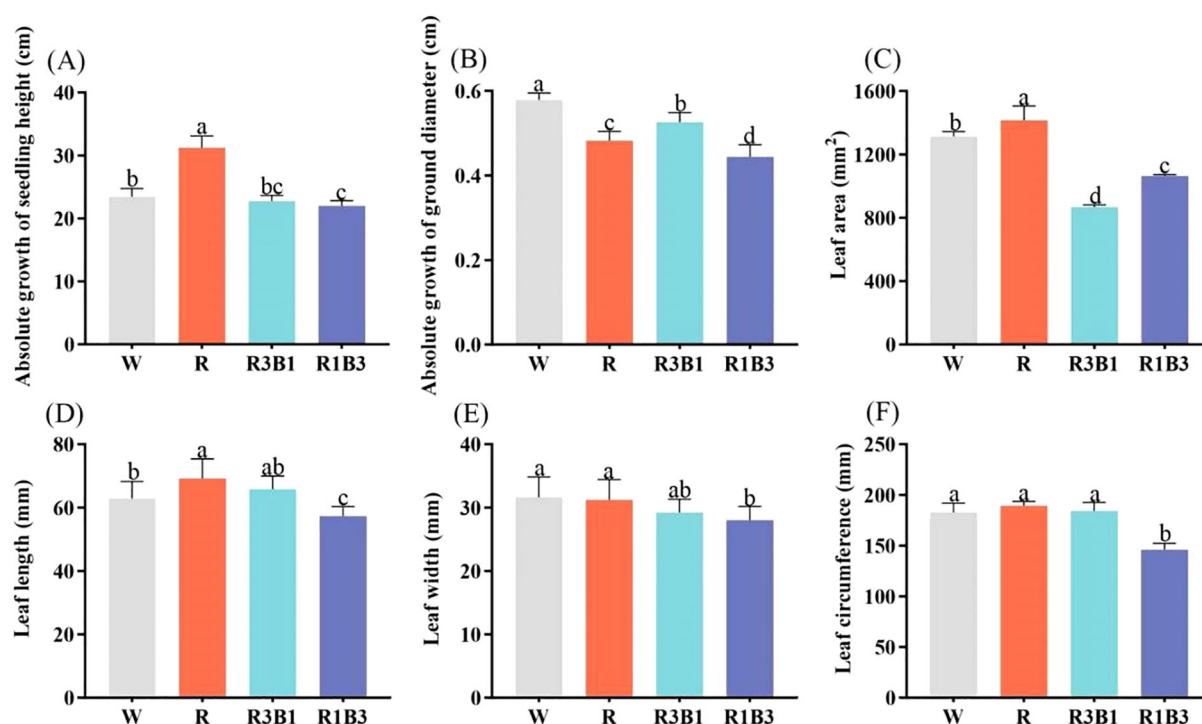 (A)
Absolute growth of seedling height (cm)
40
30
20
10
0
b
a
bc
c
W R R3B1 R1B3
(B)
Absolute growth of ground diameter (cm)
0.6
0.4
0.2
0.0
a
c
b
d
W R R3B1 R1B3
(C)
Leaf area (mm²)
1600
1200
800
400
0
b
a
d
c
W R R3B1 R1B3
(D)
Leaf length (mm)
80
60
40
20
0
b
a
ab
c
W R R3B1 R1B3
(E)
Leaf width (mm)
40
30
20
10
0
a
a
ab
b
W R R3B1 R1B3
(F)
Leaf circumference (mm)
250
200
150
100
50
0
a
a
a
b
W R R3B1 R1B3